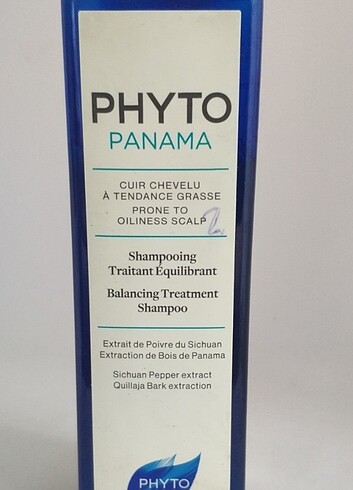 PHYTO
PANAMA
CUIR CHEVELU
À TENDANCE GRASSE
PRONE TO
OILINESS SCALP
Shampooing
Traitant Équilibrant
Balancing Treatment
Shampoo
Extrait de Poivre du Sichuan
Extraction de Bois de Panama
Sichuan Pepper extract
Quillaja Bark extraction
PHYTO